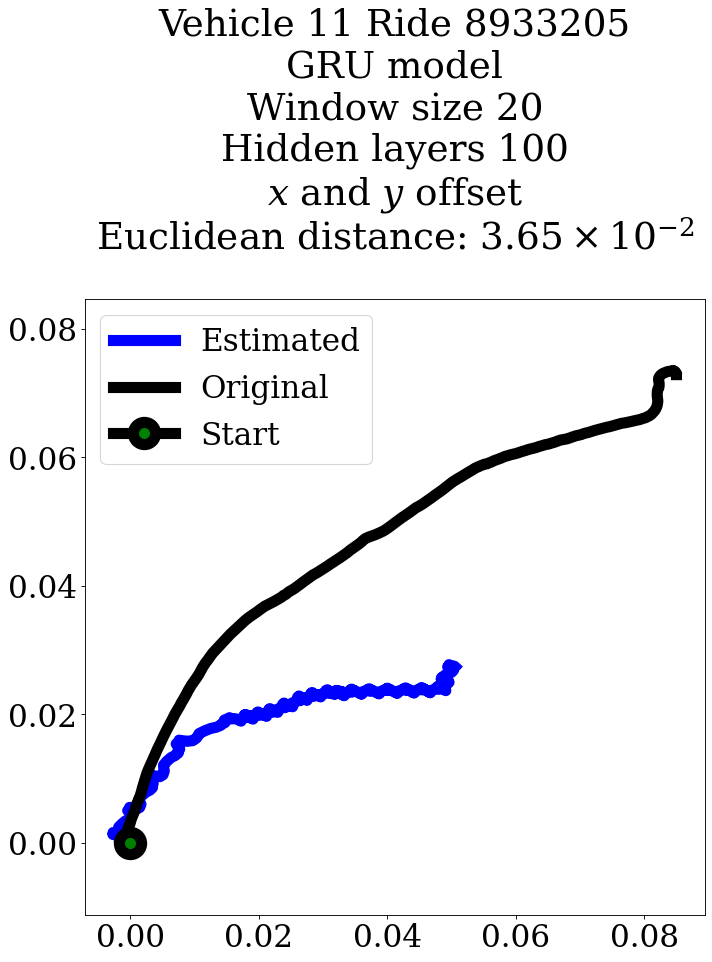 Vehicle 11 Ride 8933205
GRU model
Window size 20
Hidden layers 100
x and y offset
Euclidean distance: 3.65 × 10⁻²
Estimated
Original
Start
0.08
0.06
0.04
0.02
0.00
0.00 0.02 0.04 0.06 0.08